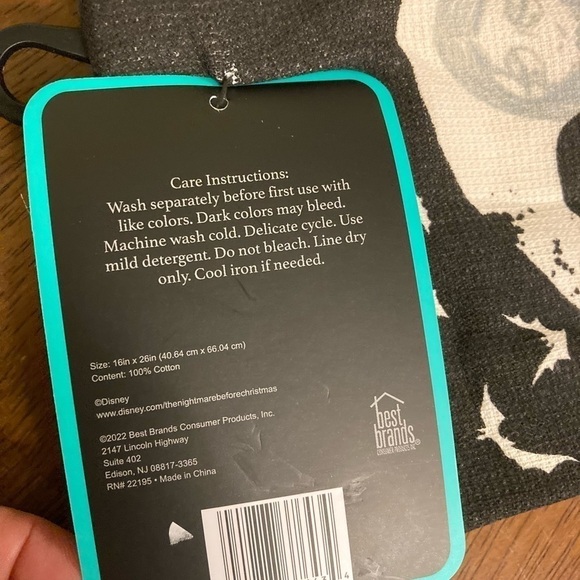 Care Instructions:
Wash separately before first use with
like colors. Dark colors may bleed.
Machine wash cold. Delicate cycle. Use
mild detergent. Do not bleach. Line dry
only. Cool iron if needed.
Size: 16in x 26in (40.64 cm x 66.04 cm)
Content: 100% Cotton
©Disney
www.disney.com/thenightmarebeforechristmas
©2022 Best Brands Consumer Products, Inc.
2147 Lincoln Highway
Suite 402
Edison, NJ 08817-3365
RN# 22195 • Made in China
best
brands®
CONSUMER PRODUCTS INC.